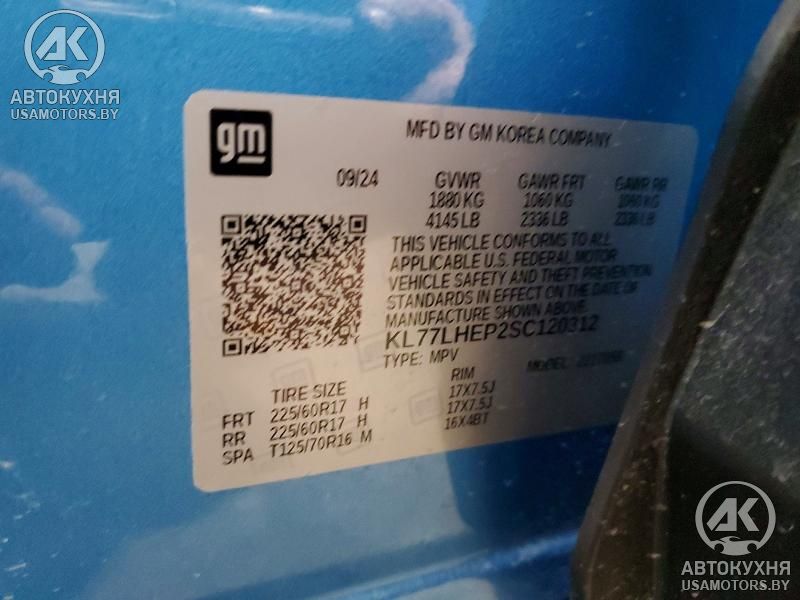 AK
АВТОКУХНЯ
USAMOTORS.BY
gm
MFD BY GM KOREA COMPANY
09/24 GVWR GAWR FRT GAWR RR
1880 KG 1060 KG 1060 KG
4145 LB 2336 LB 2336 LB
THIS VEHICLE CONFORMS TO ALL
APPLICABLE U.S. FEDERAL MOTOR
VEHICLE SAFETY AND THEFT PREVENTION
STANDARDS IN EFFECT ON THE DATE OF
MANUFACTURE SHOWN ABOVE.
KL77LHEP2SC120312
TYPE: MPV MODEL:
TIRE SIZE RIM
FRT 225/60R17 H 17X7.5J
RR 225/60R17 H 17X7.5J
SPA T125/70R16 M 16X4BT
AK
АВТОКУХНЯ
USAMOTORS.BY